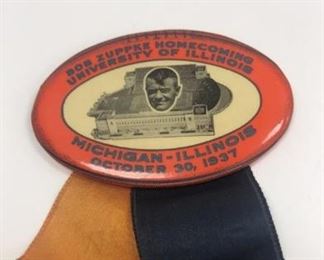 BOB ZUPPKE HOMECOMING
UNIVERSITY OF ILLINOIS
MICHIGAN-ILLINOIS
OCTOBER 30, 1937